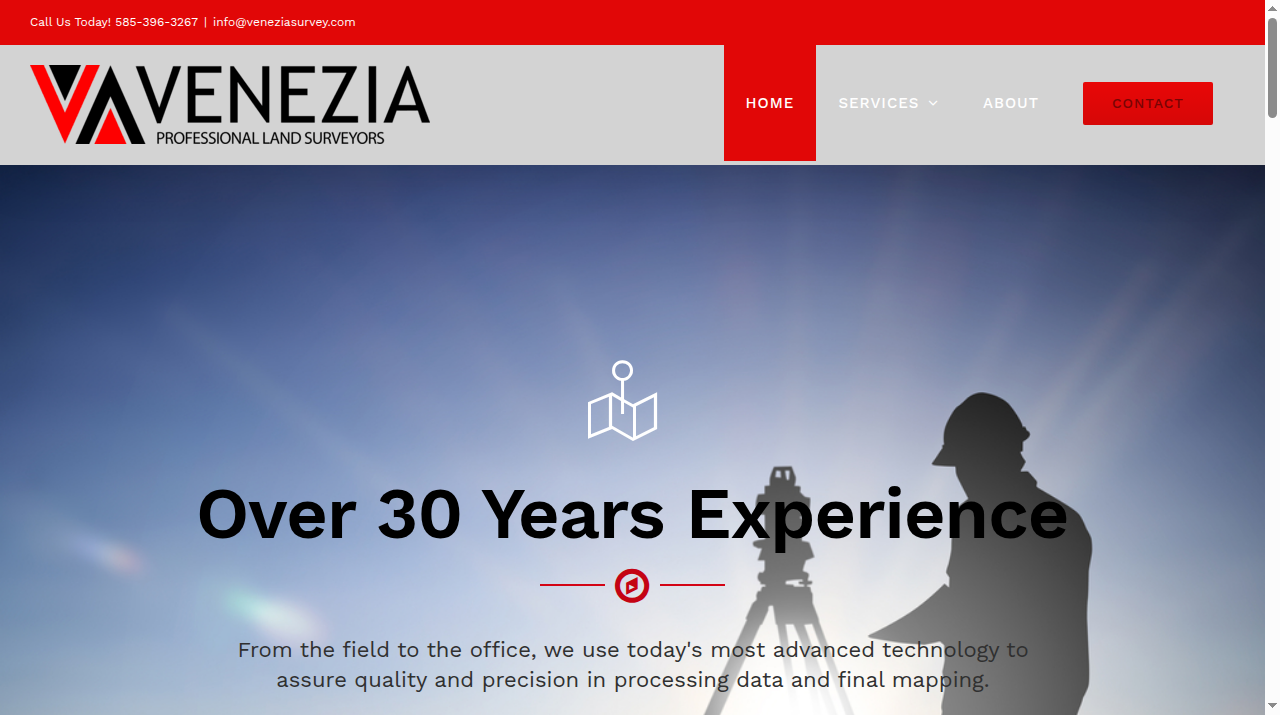 Call Us Today! 585-396-3267 | info@veneziasurvey.com
VENEZIA
PROFESSIONAL LAND SURVEYORS
HOME SERVICES ABOUT CONTACT
Over 30 Years Experience
From the field to the office, we use today's most advanced technology to
assure quality and precision in processing data and final mapping.